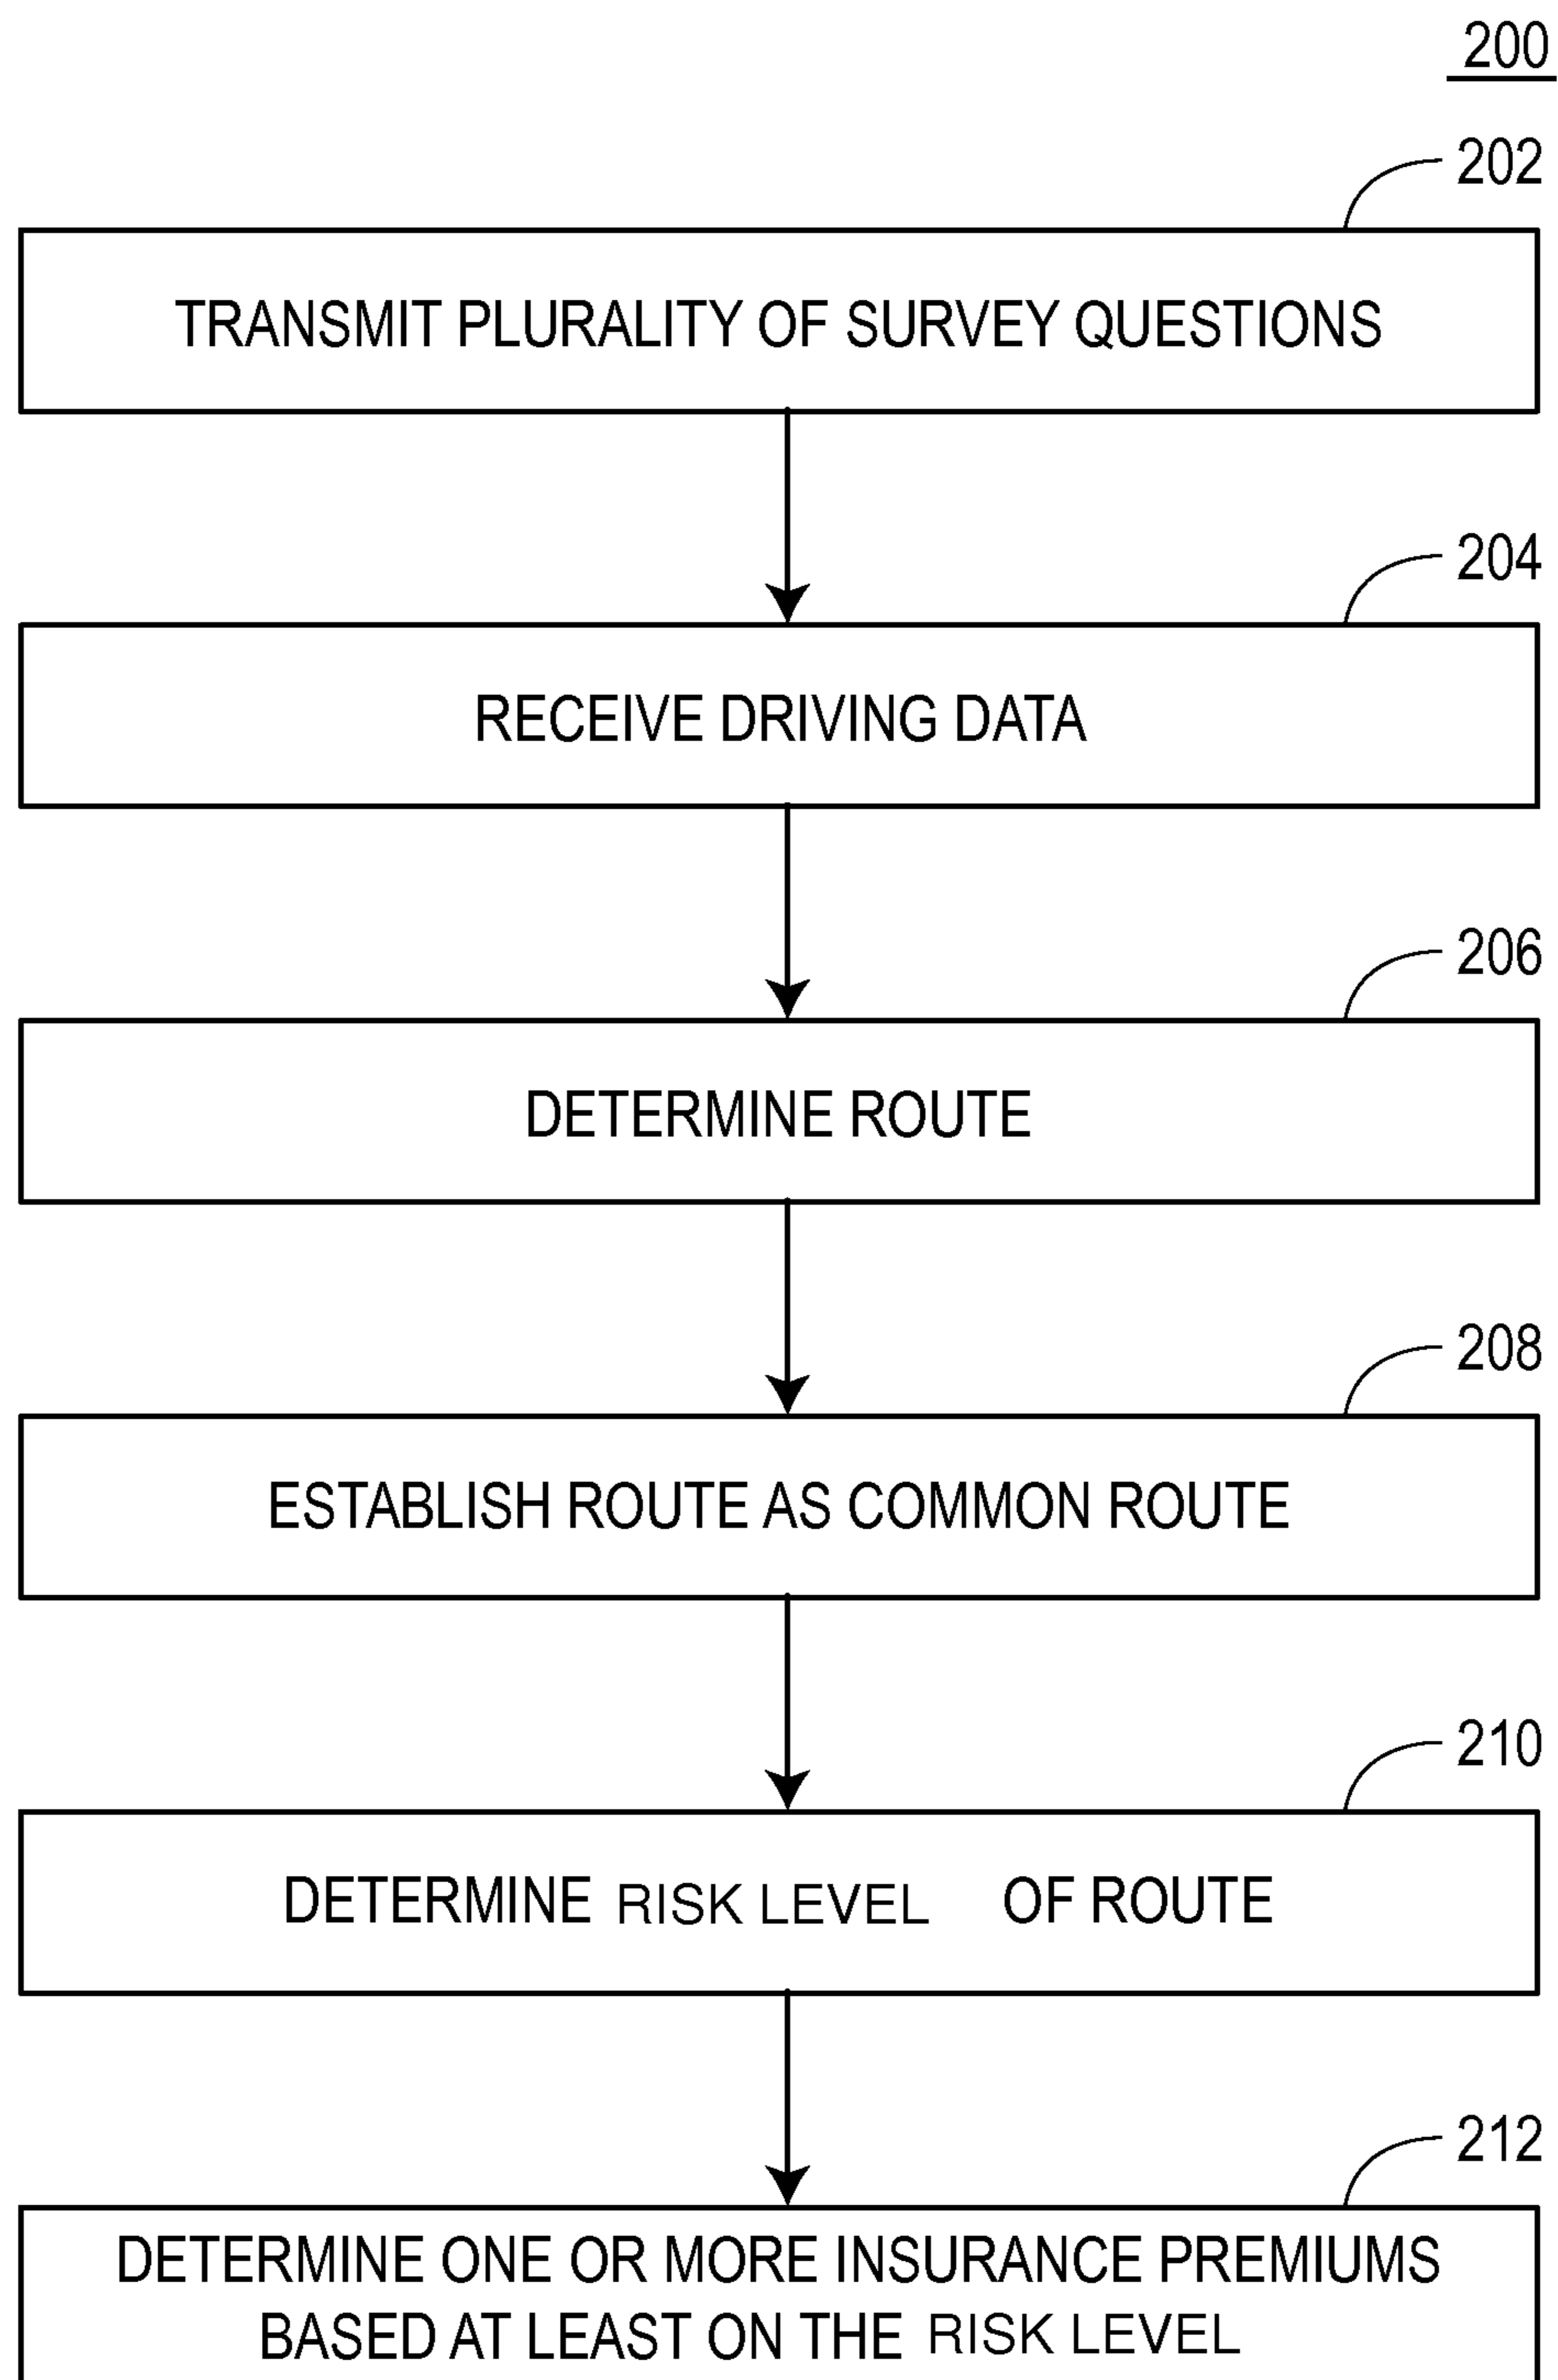 200
202
TRANSMIT PLURALITY OF SURVEY QUESTIONS
204
RECEIVE DRIVING DATA
206
DETERMINE ROUTE
208
ESTABLISH ROUTE AS COMMON ROUTE
210
DETERMINE RISK LEVEL OF ROUTE
212
DETERMINE ONE OR MORE INSURANCE PREMIUMS
BASED AT LEAST ON THE RISK LEVEL